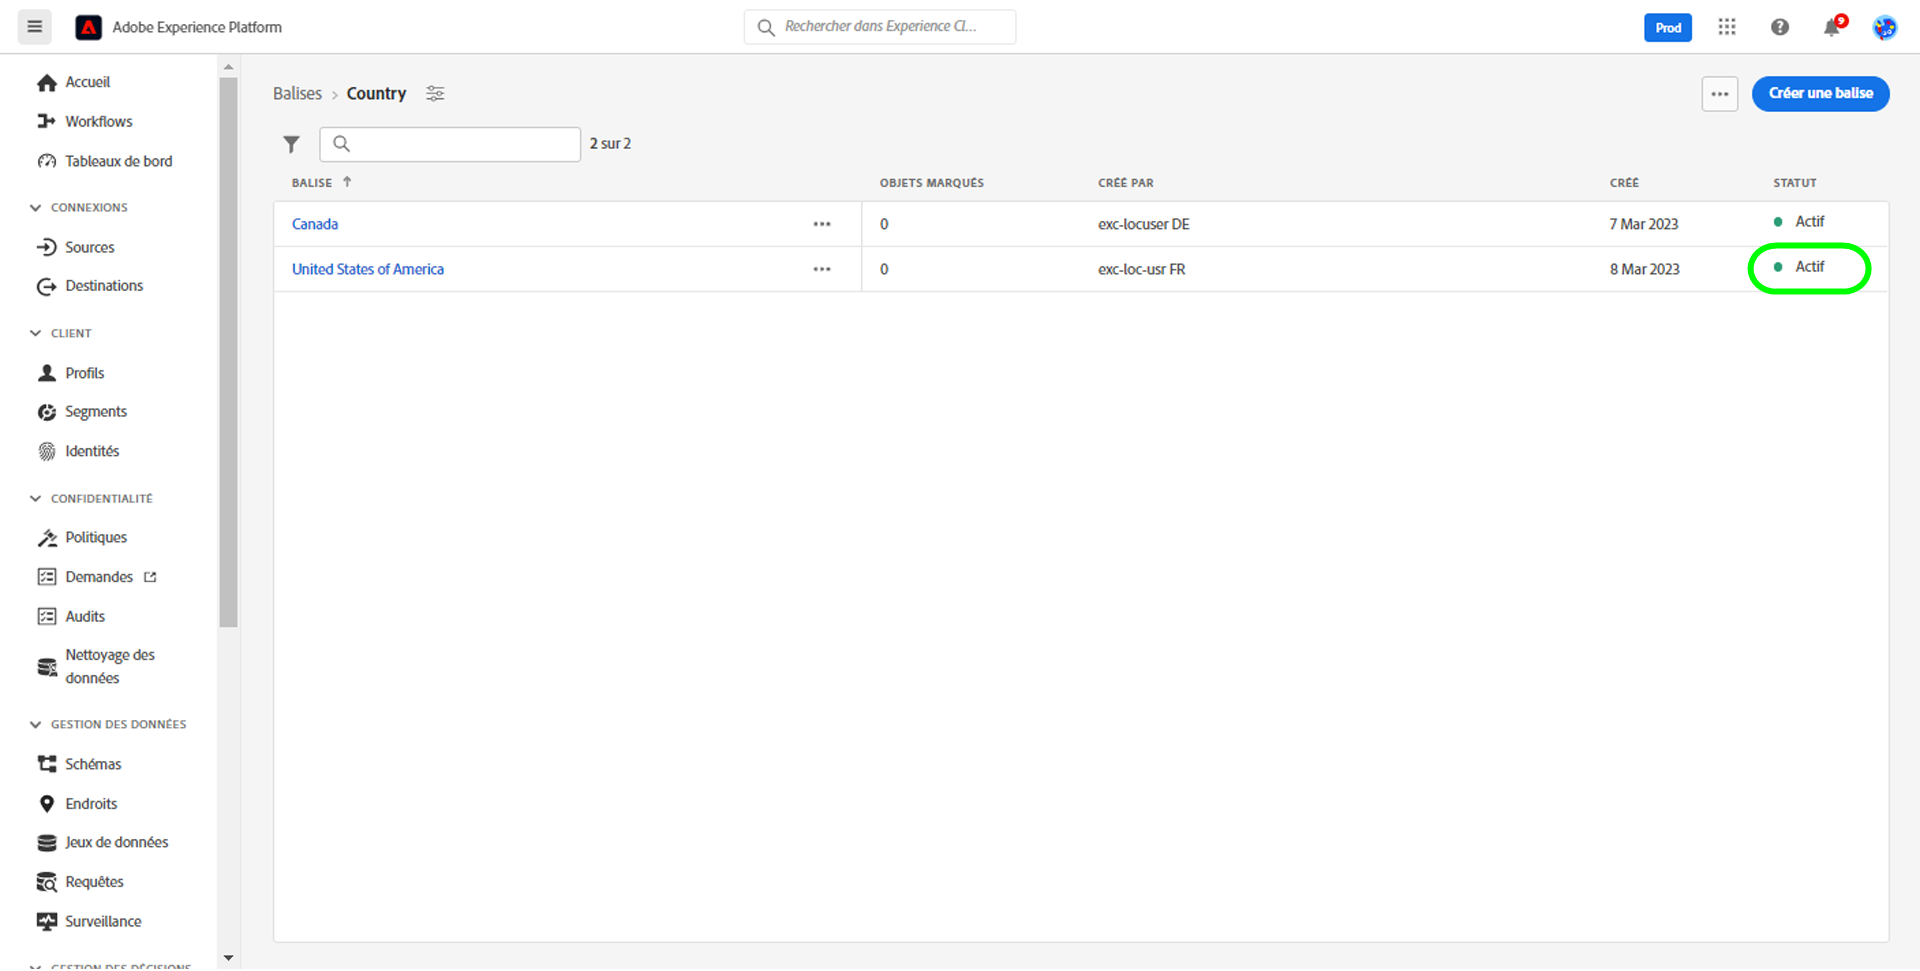 Adobe Experience Platform
Rechercher dans Experience Cl...
Prod
9
Accueil
Workflows
Tableaux de bord
CONNEXIONS
Sources
Destinations
CLIENT
Profils
Segments
Identités
CONFIDENTIALITÉ
Politiques
Demandes
Audits
Nettoyage des
données
GESTION DES DONNÉES
Schémas
Endroits
Jeux de données
Requêtes
Surveillance
GESTION DES DÉCISIONS
Balises > Country
... Créer une balise
2 sur 2
BALISE ↑ OBJETS MARQUÉS CRÉÉ PAR CRÉÉ STATUT
Canada ... 0 exc-locuser DE 7 Mar 2023 Actif
United States of America ... 0 exc-loc-usr FR 8 Mar 2023 Actif